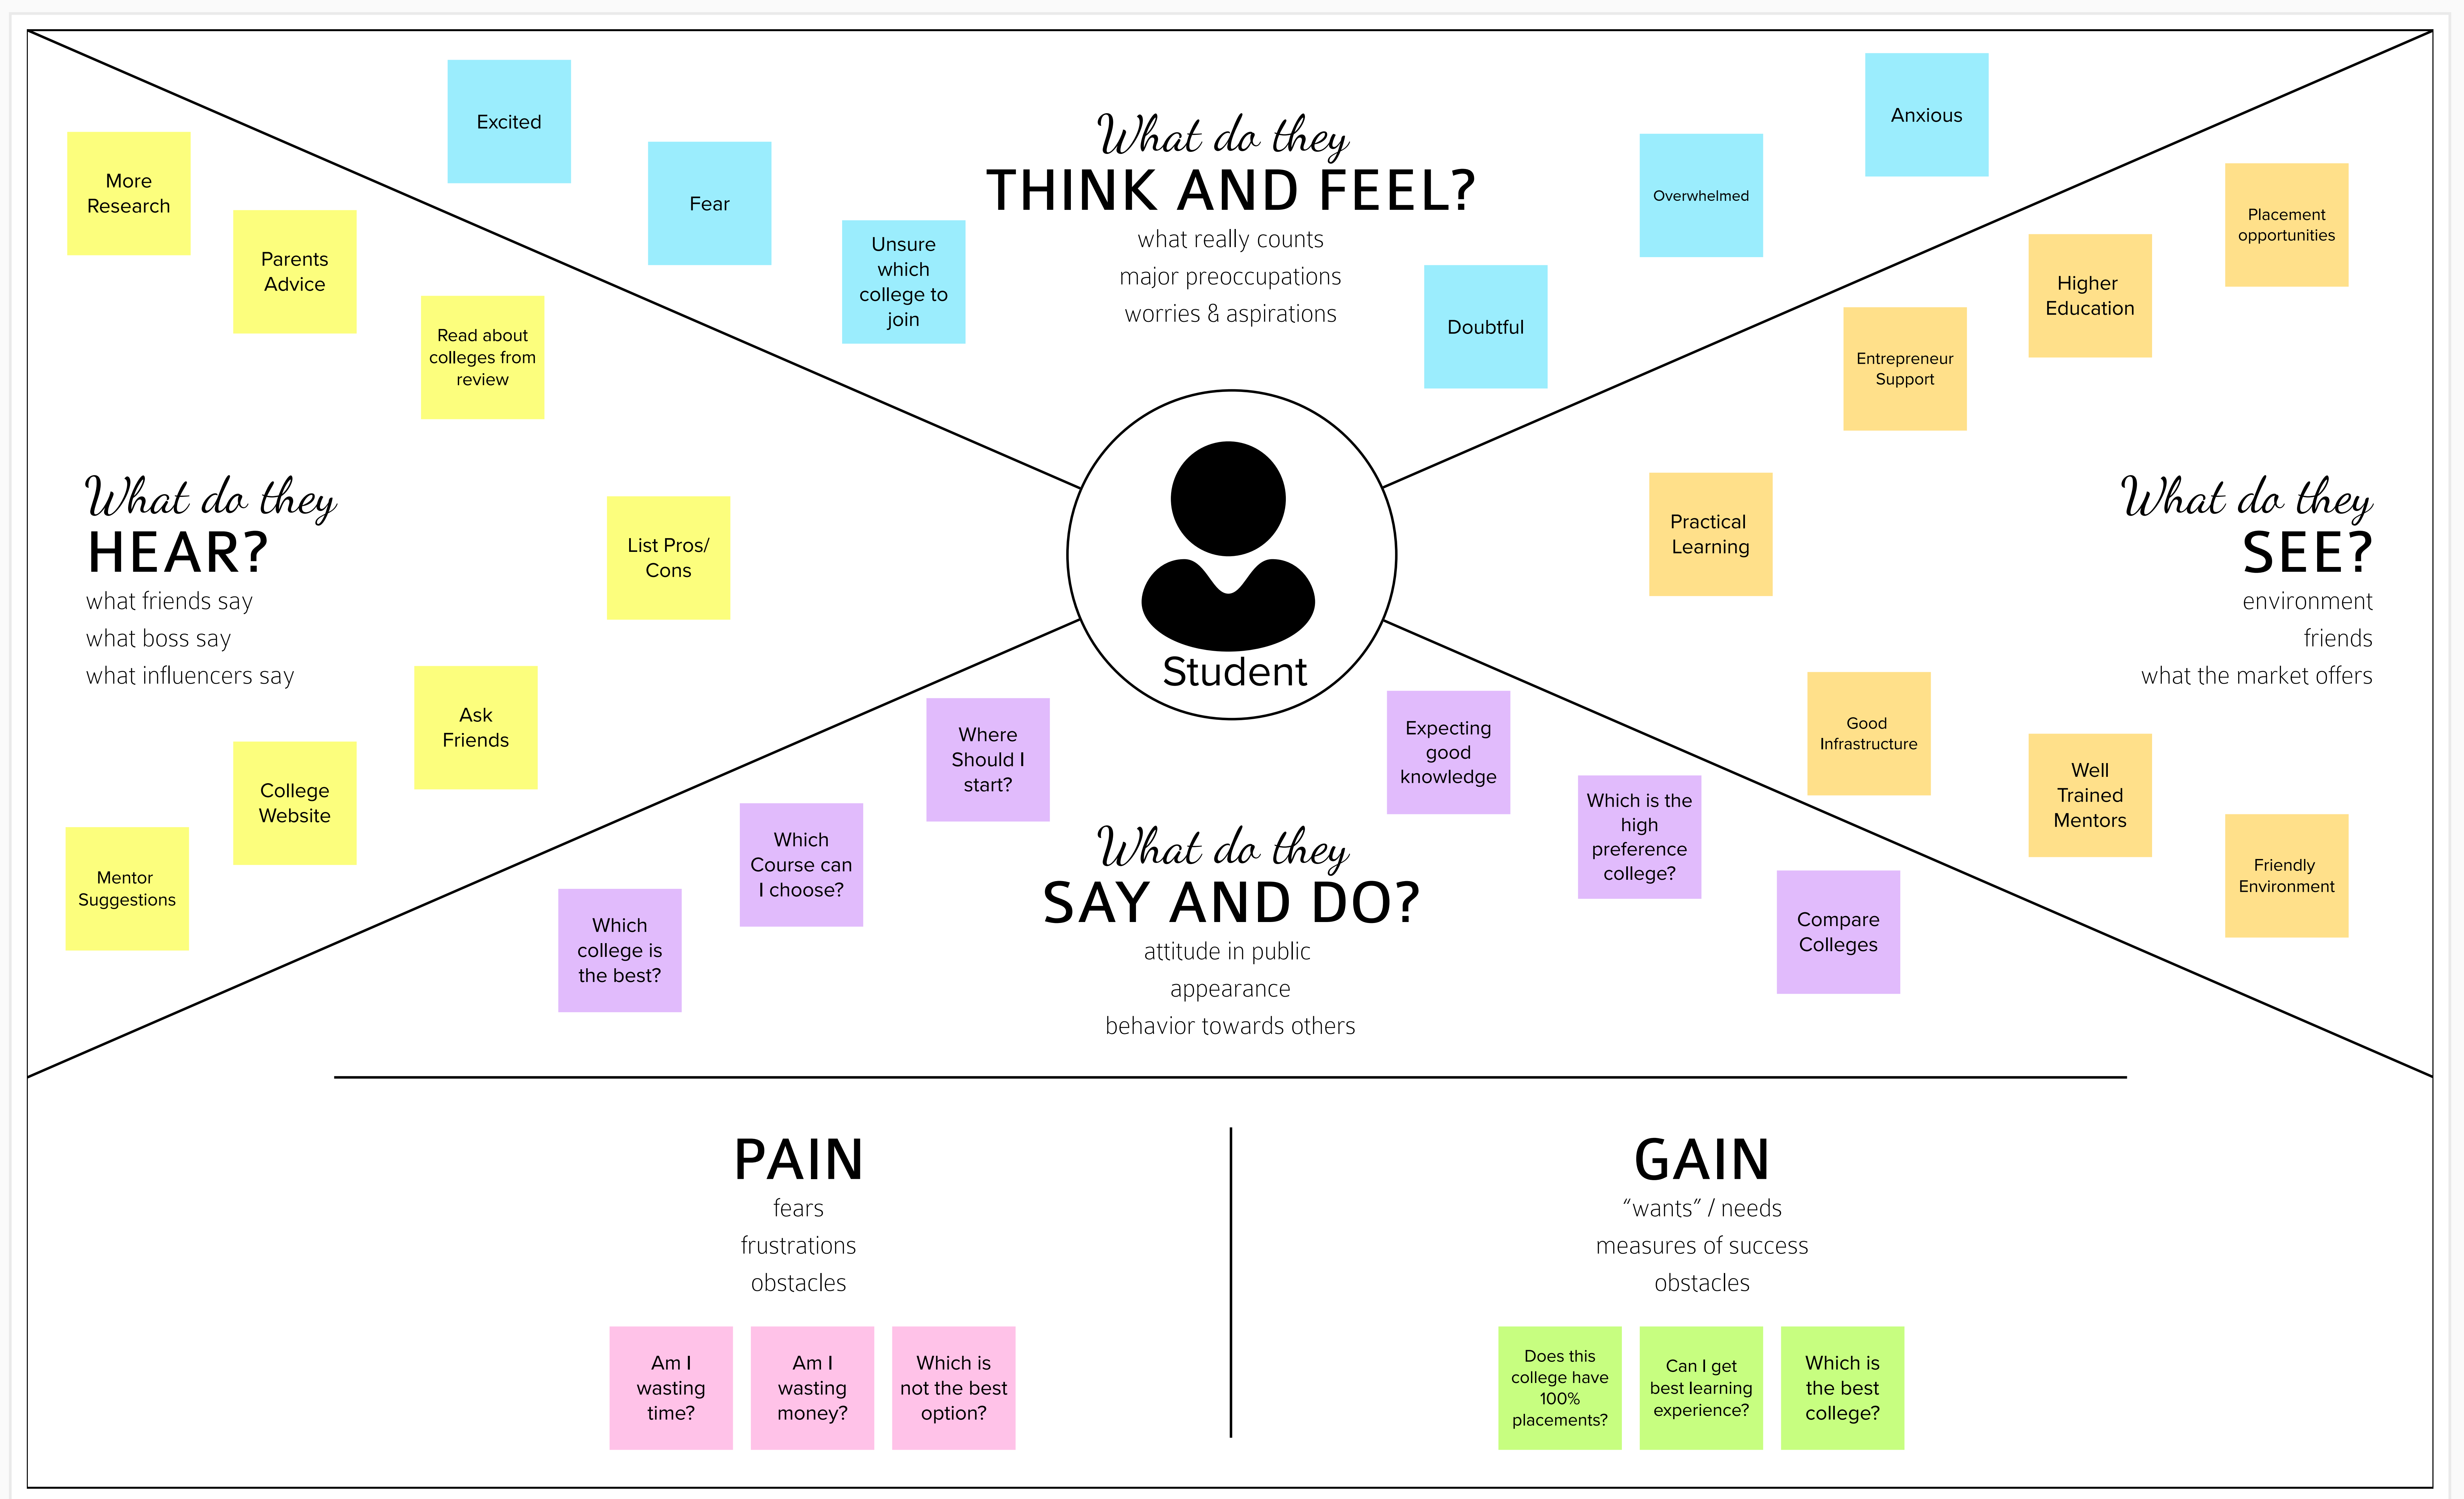 What do they
THINK AND FEEL?
what really counts
major preoccupations
worries & aspirations
Excited
Fear
Unsure
which
college to
join
Doubtful
Overwhelmed
Anxious
What do they
HEAR?
what friends say
what boss say
what influencers say
More
Research
Parents
Advice
Read about
colleges from
review
List Pros/
Cons
Ask
Friends
College
Website
Mentor
Suggestions
Student
What do they
SEE?
environment
friends
what the market offers
Placement
opportunities
Higher
Education
Entrepreneur
Support
Practical
Learning
Good
Infrastructure
Well
Trained
Mentors
Friendly
Environment
What do they
SAY AND DO?
attitude in public
appearance
behavior towards others
Where
Should I
start?
Which
Course can
I choose?
Which
college is
the best?
Expecting
good
knowledge
Which is the
high
preference
college?
Compare
Colleges
PAIN
fears
frustrations
obstacles
Am I
wasting
time?
Am I
wasting
money?
Which is
not the best
option?
GAIN
“wants” / needs
measures of success
obstacles
Does this
college have
100%
placements?
Can I get
best learning
experience?
Which is
the best
college?